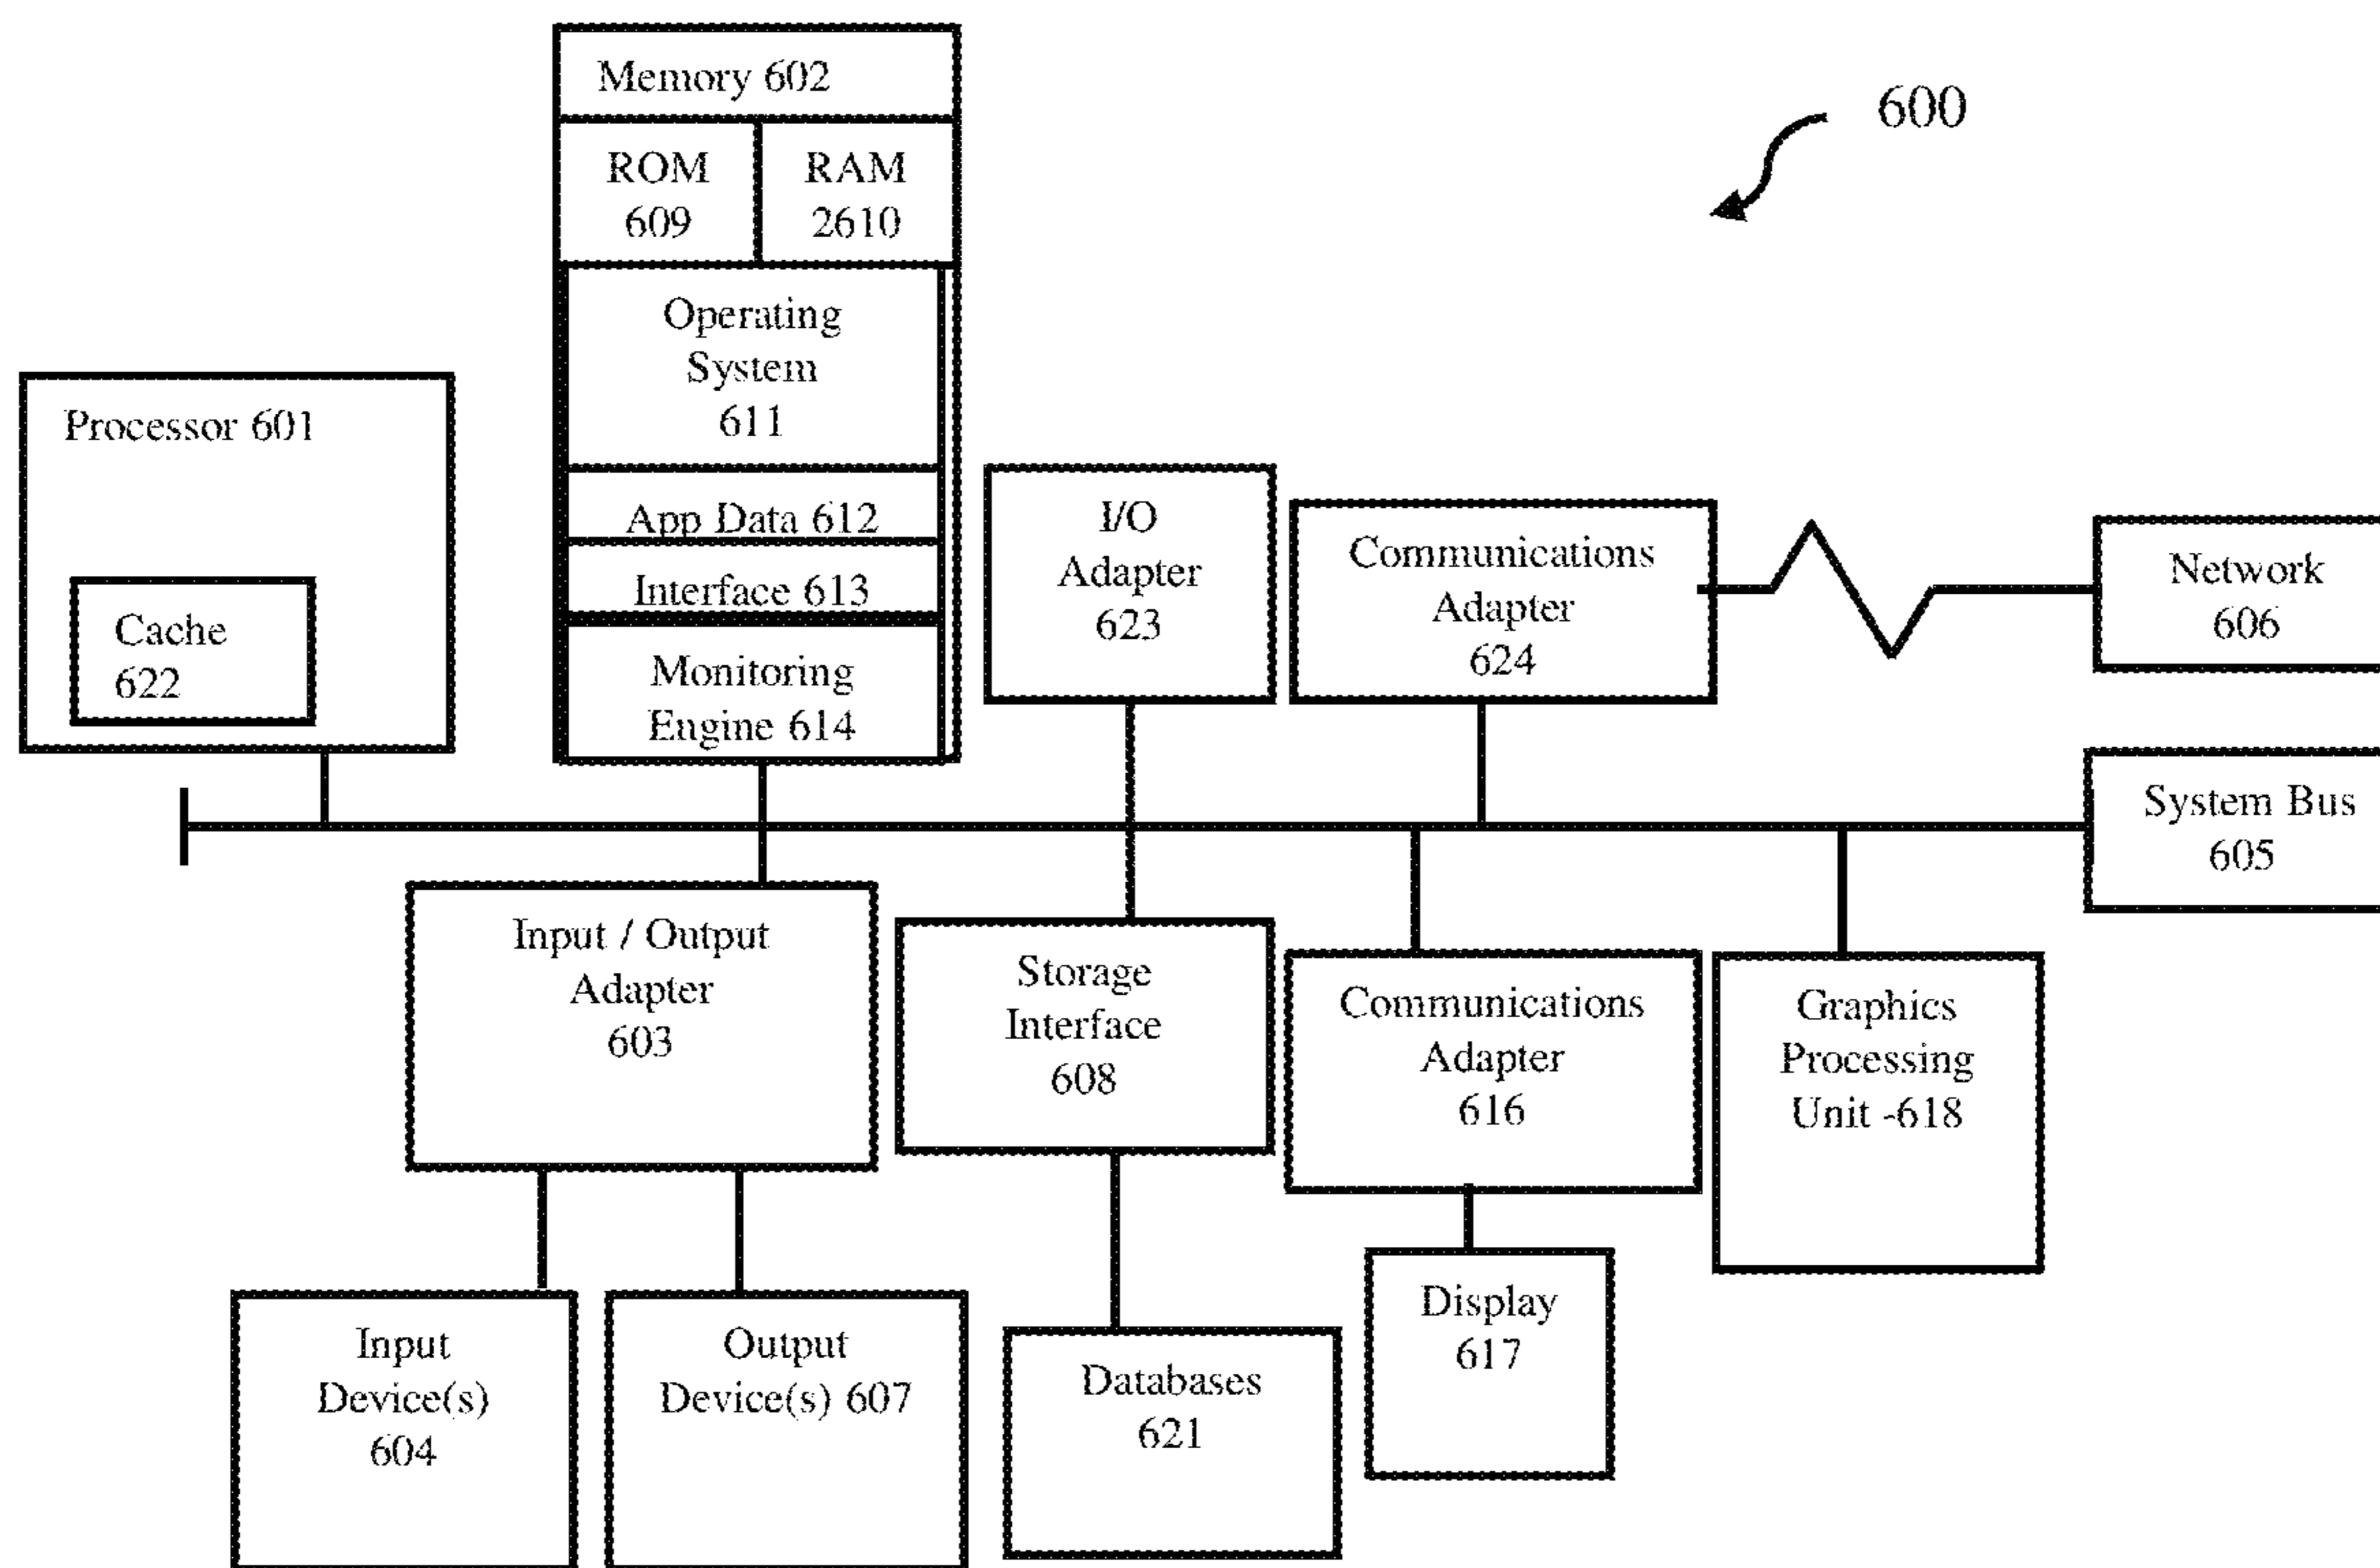 Memory 602
600
ROM
609
RAM
2610
Operating
System
611
App Data 612
Interface 613
Monitoring
Engine 614
Processor 601
Cache
622
I/O
Adapter
623
Communications
Adapter
624
Network
606
System Bus
605
Input / Output
Adapter
603
Storage
Interface
608
Communications
Adapter
616
Graphics
Processing
Unit -618
Input
Device(s)
604
Output
Device(s) 607
Databases
621
Display
617